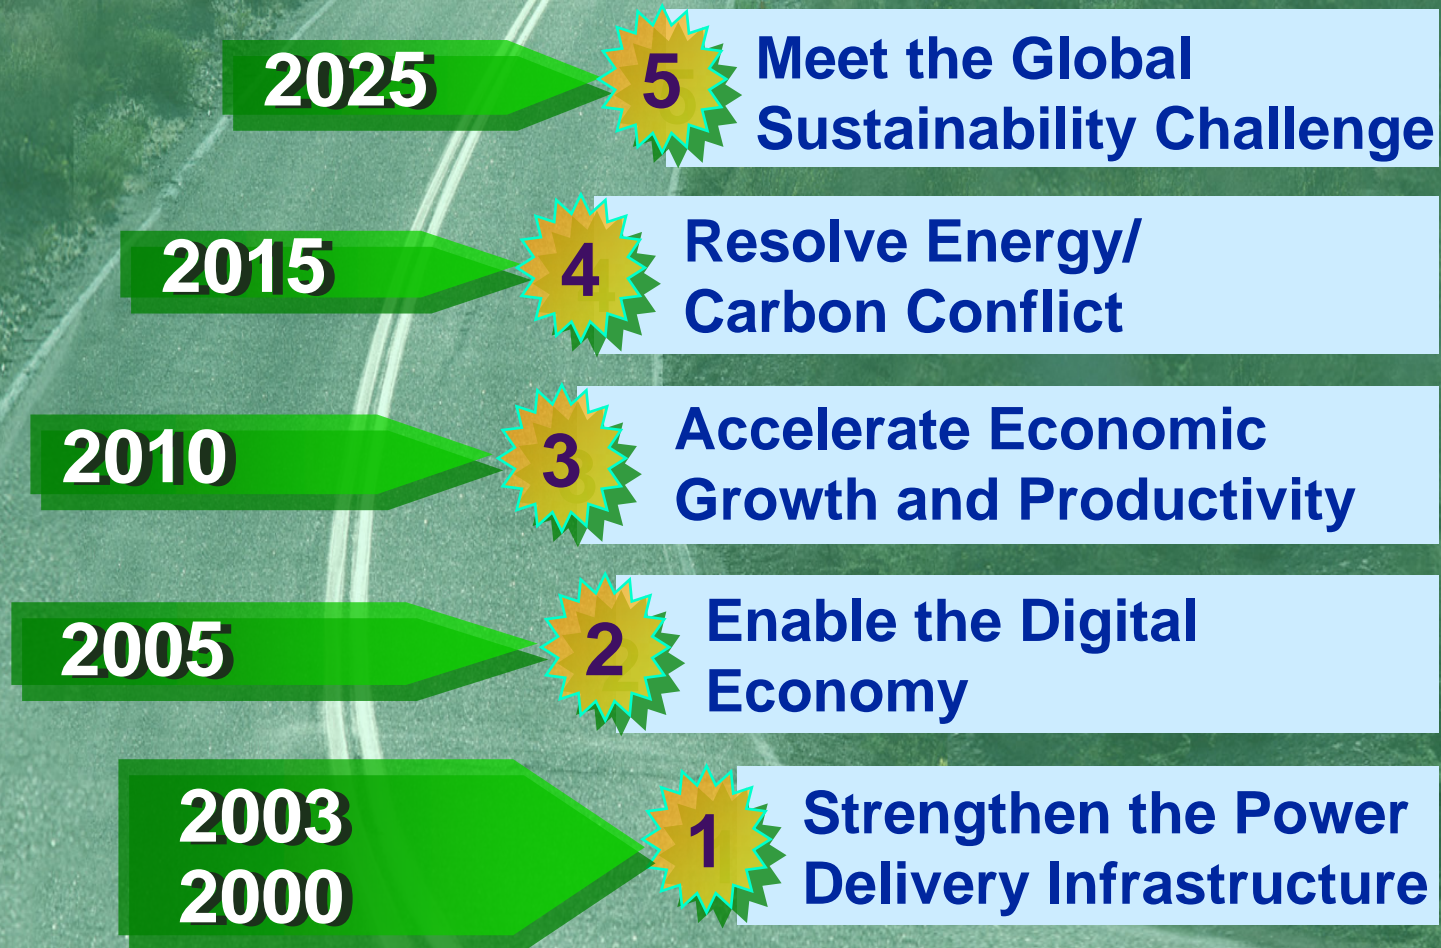 2025
5
Meet the Global
Sustainability Challenge
2015
4
Resolve Energy/
Carbon Conflict
2010
3
Accelerate Economic
Growth and Productivity
2005
2
Enable the Digital
Economy
2003
2000
1
Strengthen the Power
Delivery Infrastructure